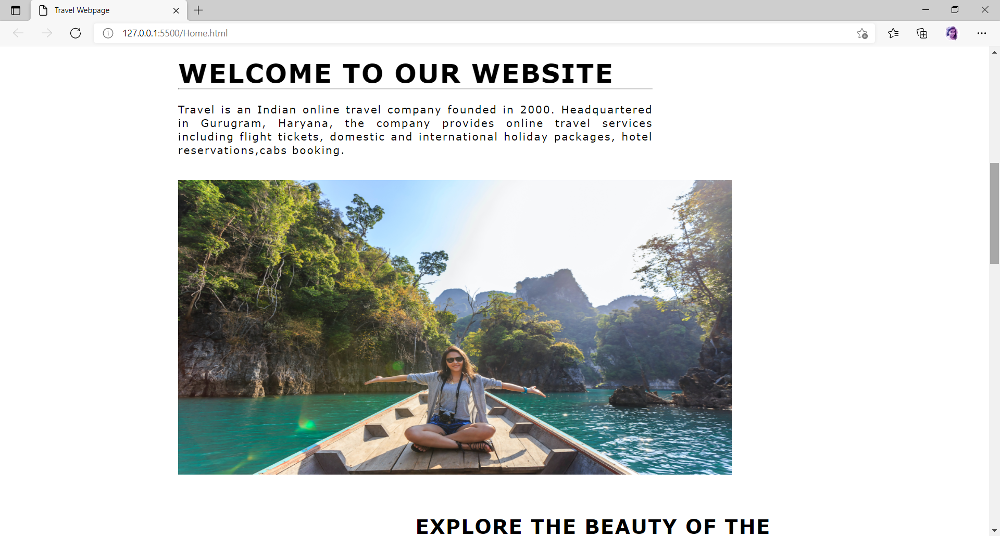 Travel Webpage
127.0.0.1:5500/Home.html
WELCOME TO OUR WEBSITE
Travel is an Indian online travel company founded in 2000. Headquartered
in Gurugram, Haryana, the company provides online travel services
including flight tickets, domestic and international holiday packages, hotel
reservations,cabs booking.
EXPLORE THE BEAUTY OF THE